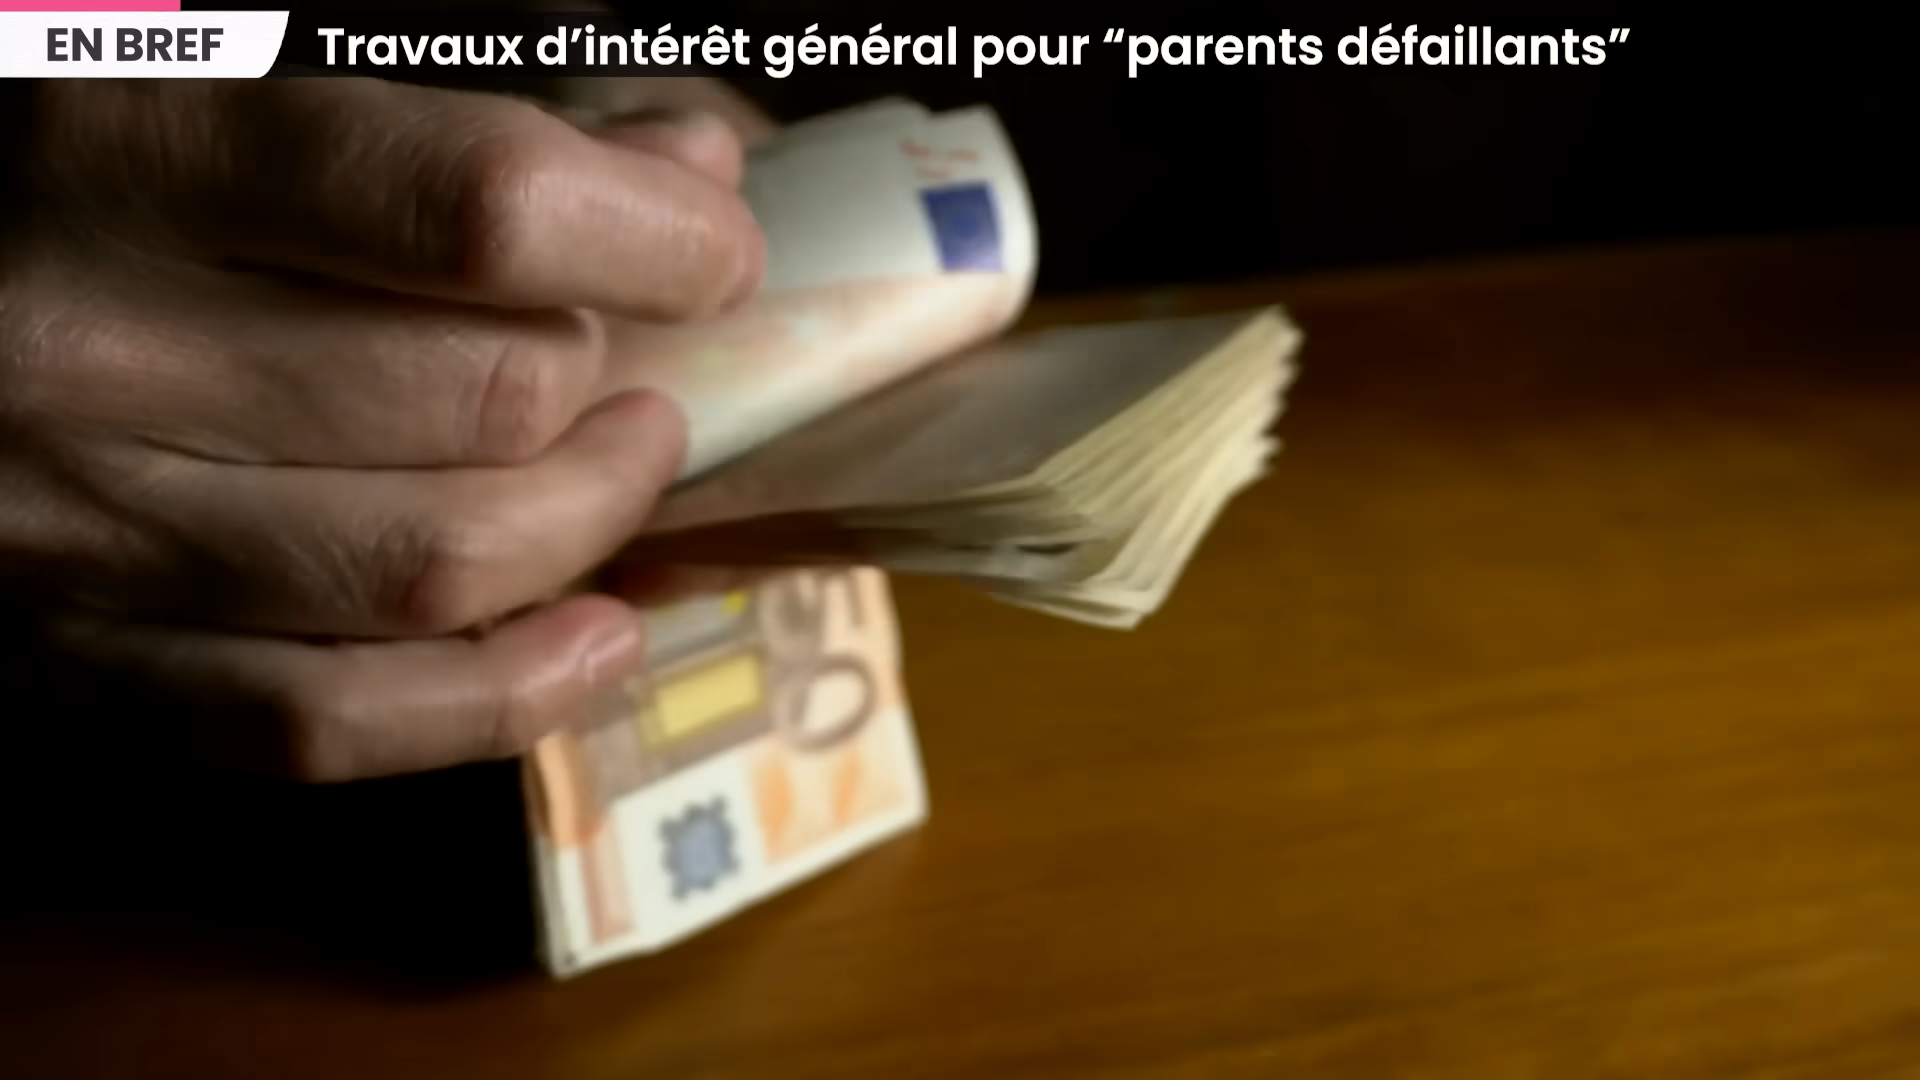 EN BREF
Travaux d’intérêt général pour “parents défaillants”